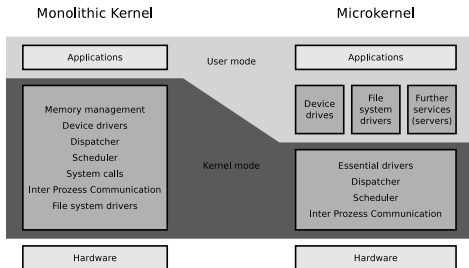 Monolithic Kernel
Microkernel
Applications
User mode
Applications
Memory management
Device drivers
Dispatcher
Scheduler
System calls
Inter Prozess Communication
File system drivers
Device
drives
File
system
drivers
Further
services
(servers)
Kernel mode
Essential drivers
Dispatcher
Scheduler
Inter Prozess Communication
Hardware
Hardware